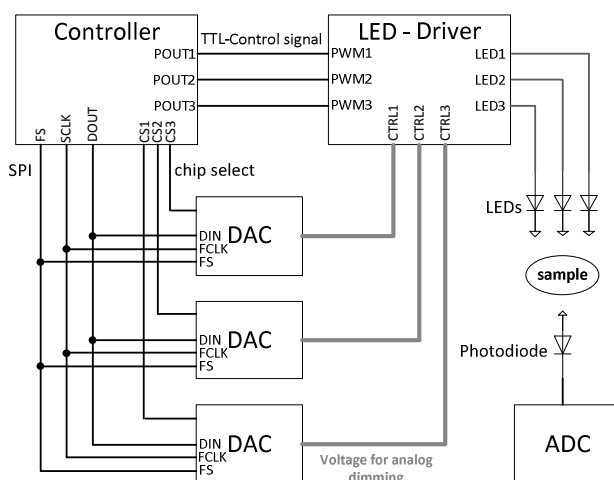 Controller
LED - Driver
TTL-Control signal
POUT1
PWM1
LED1
POUT2
PWM2
LED2
POUT3
PWM3
LED3
FS
SCLK
DOUT
CS1
CS2
CS3
CTRL1
CTRL2
CTRL3
SPI
chip select
LEDs
DIN
FCLK
FS
DAC
sample
DIN
FCLK
FS
DAC
Photodiode
DIN
FCLK
FS
DAC
Voltage for analog
dimming
ADC